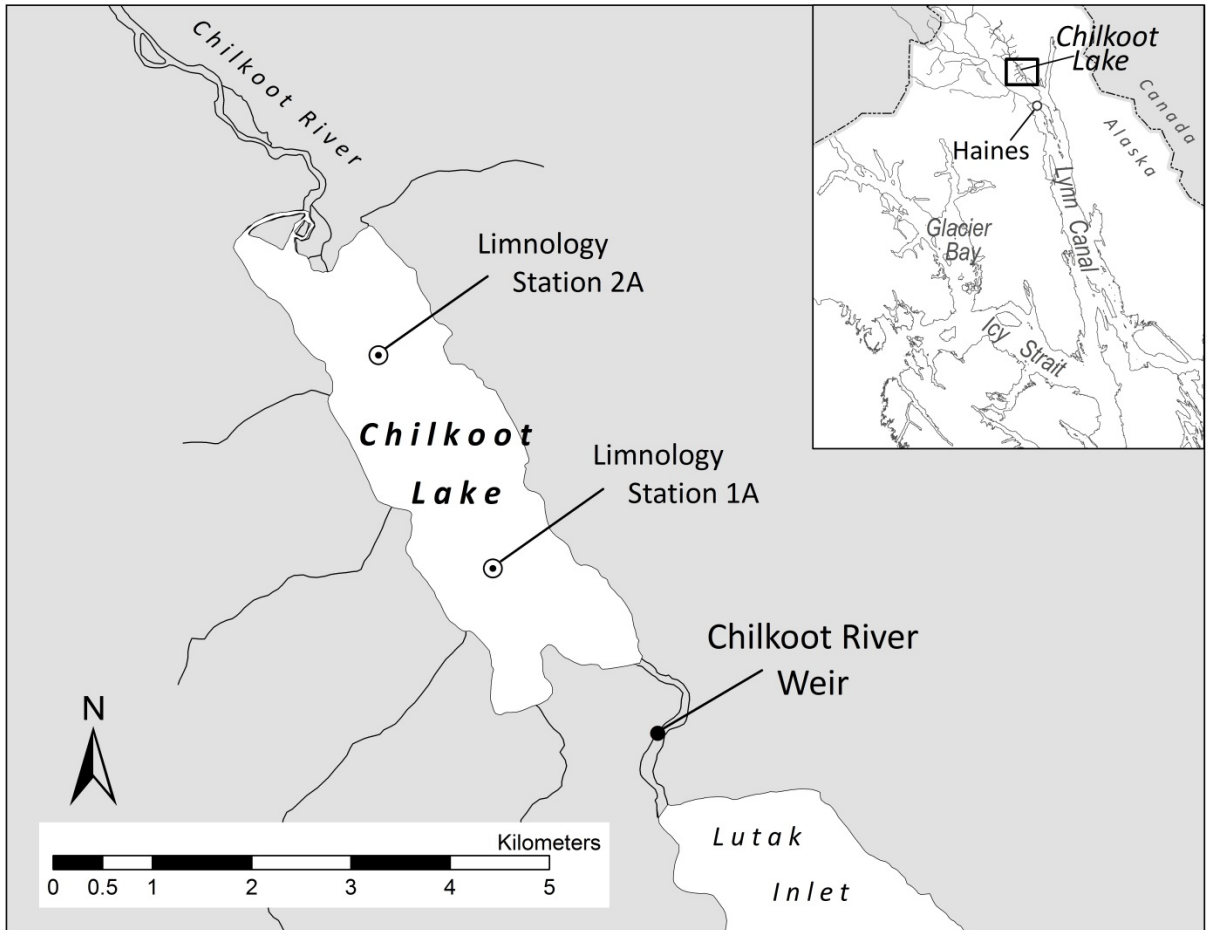 Chilkoot River
Limnology
Station 2A
Chilkoot
Lake
Limnology
Station 1A
Chilkoot River
Weir
Lutak
Inlet
N
Kilometers
0 0.5 1 2 3 4 5
Chilkoot
Lake
Canada
Alaska
Haines
Lynn Canal
Glacier
Bay
Icy Strait